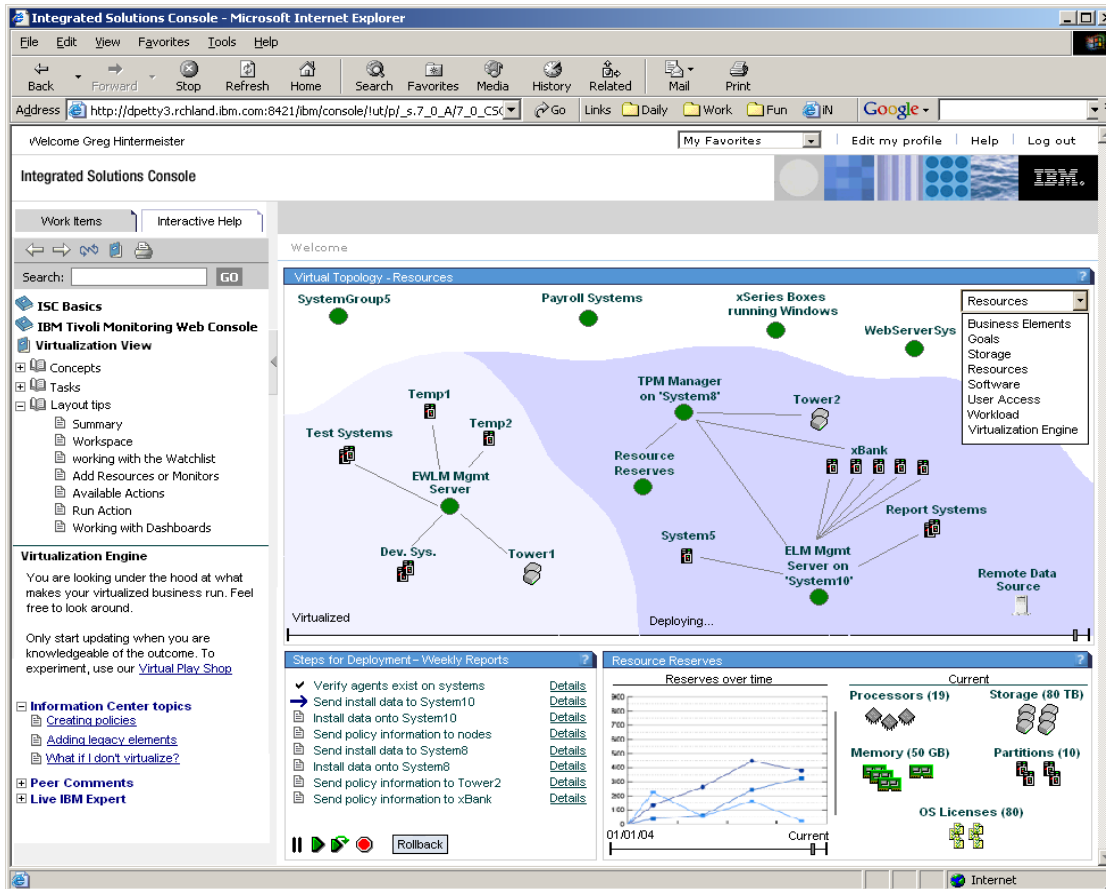 Integrated Solutions Console - Microsoft Internet Explorer
File Edit View Favorites Tools Help
Back Forward Stop Refresh Home Search Favorites Media History Related Mail Print
Address http://dpetty3.rchland.ibm.com:8421/ibm/console/!ut/p/_s.7_0_A/7_0_CS Go Links Daily Work Fun iN Google
Welcome Greg Hintermeister My Favorites Edit my profile Help Log out
Integrated Solutions Console IBM.
Work Items Interactive Help
Welcome
Search: GO
ISC Basics
IBM Tivoli Monitoring Web Console
Virtualization View
Concepts
Tasks
Layout tips
Summary
Workspace
working with the Watchlist
Add Resources or Monitors
Available Actions
Run Action
Working with Dashboards
Virtualization Engine
You are looking under the hood at what
makes your virtualized business run. Feel
free to look around.
Only start updating when you are
knowledgeable of the outcome. To
experiment, use our Virtual Play Shop
Information Center topics
Creating policies
Adding legacy elements
What if I don't virtualize?
Peer Comments
Live IBM Expert
Virtual Topology - Resources ?
SystemGroup5
Payroll Systems
xSeries Boxes
running Windows
WebServerSys
Resources
Business Elements
Goals
Storage
Resources
Software
User Access
Workload
Virtualization Engine
Temp1
Temp2
Test Systems
EWLM Mgmt
Server
Dev. Sys.
Tower1
Virtualized
TPM Manager
on 'System8'
Tower2
Resource
Reserves
xBank
Report Systems
System5
ELM Mgmt
Server on
'System10'
Remote Data
Source
Deploying...
Steps for Deployment– Weekly Reports ?
Verify agents exist on systems Details
Send install data to System10 Details
Install data onto System10 Details
Send policy information to nodes Details
Send install data to System8 Details
Install data onto System8 Details
Send policy information to Tower2 Details
Send policy information to xBank Details
Rollback
Resource Reserves ?
Reserves over time
900
800
700
600
500
400
300
200
100
0
01/01/04 Current
Current
Processors (19) Storage (80 TB)
Memory (50 GB) Partitions (10)
OS Licenses (80)
Internet